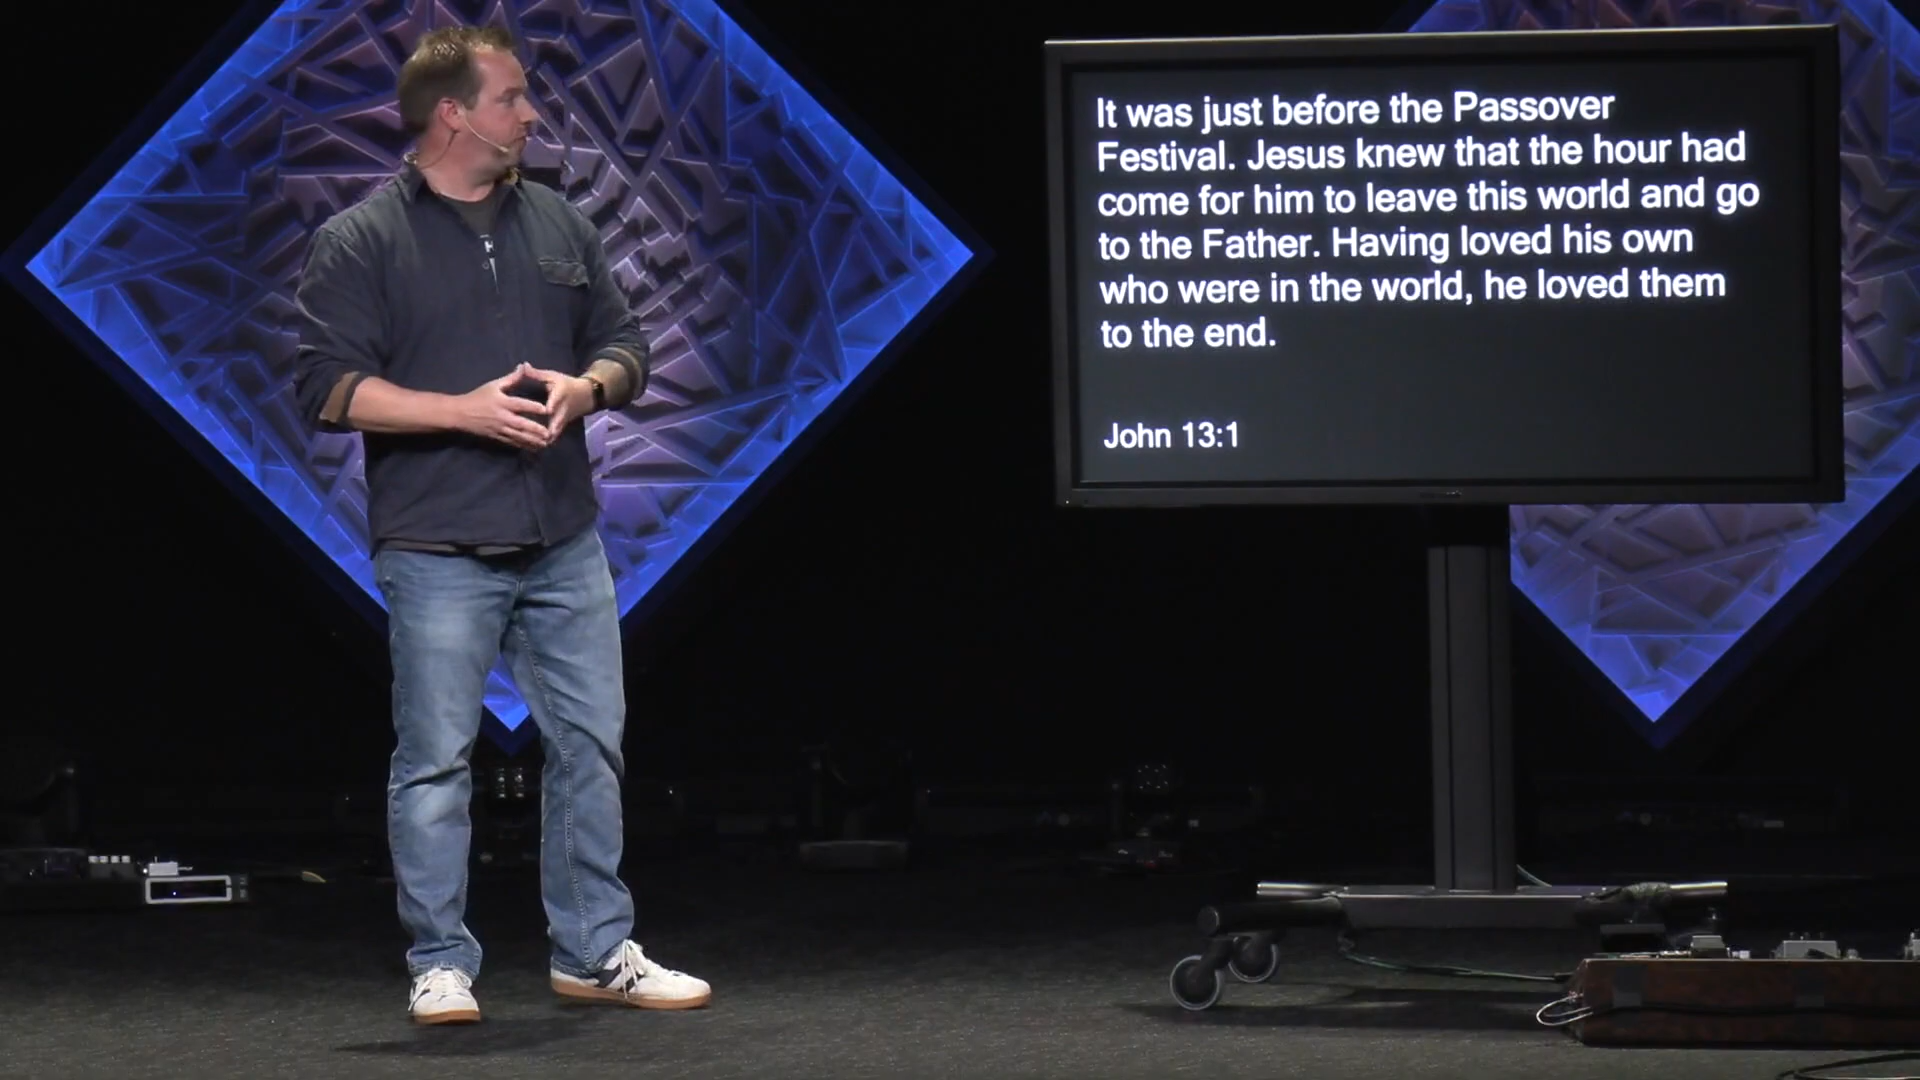 It was just before the Passover
Festival. Jesus knew that the hour had
come for him to leave this world and go
to the Father. Having loved his own
who were in the world, he loved them
to the end.
John 13:1